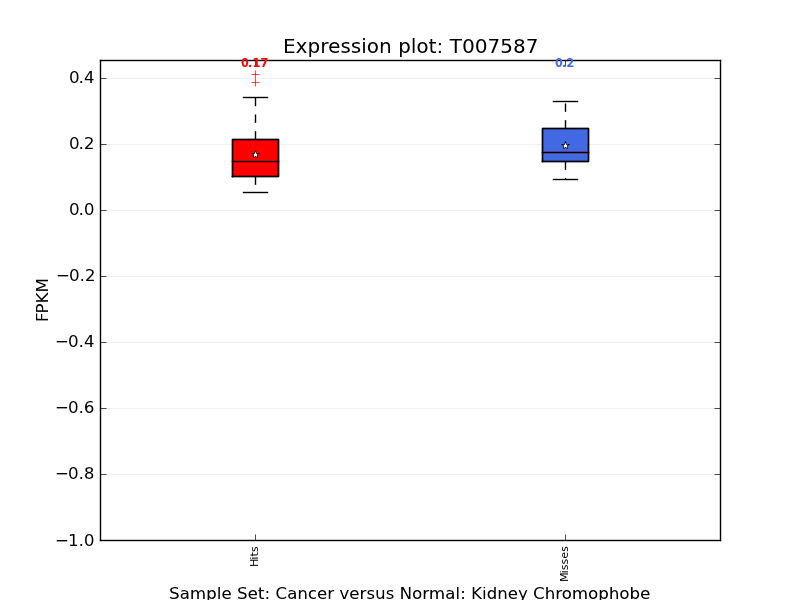 Expression plot: T007587
0.17
0.2
0.4
0.2
0.0
−0.2
−0.4
−0.6
−0.8
−1.0
FPKM
Hits
Misses
Sample Set: Cancer versus Normal: Kidney Chromophobe